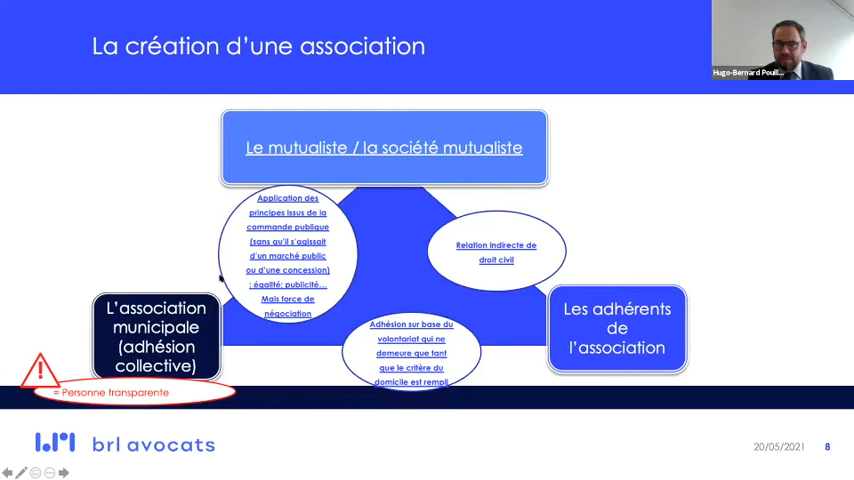 La création d'une association
Hugo-Bernard Pouill...
Le mutualiste / la société mutualiste
Application des
principes issus de la
commande publique
(sans qu'il s'agissait
d'un marché public
ou d'une concession)
: égalité; publicité…
Mais force de
négociation
Relation indirecte de
droit civil
L'association
municipale
(adhésion
collective)
Les adhérents
de
l'association
Adhésion sur base du
volontariat qui ne
demeure que tant
que le critère du
domicile est rempli
!
= Personne transparente
brl avocats
20/05/2021
8